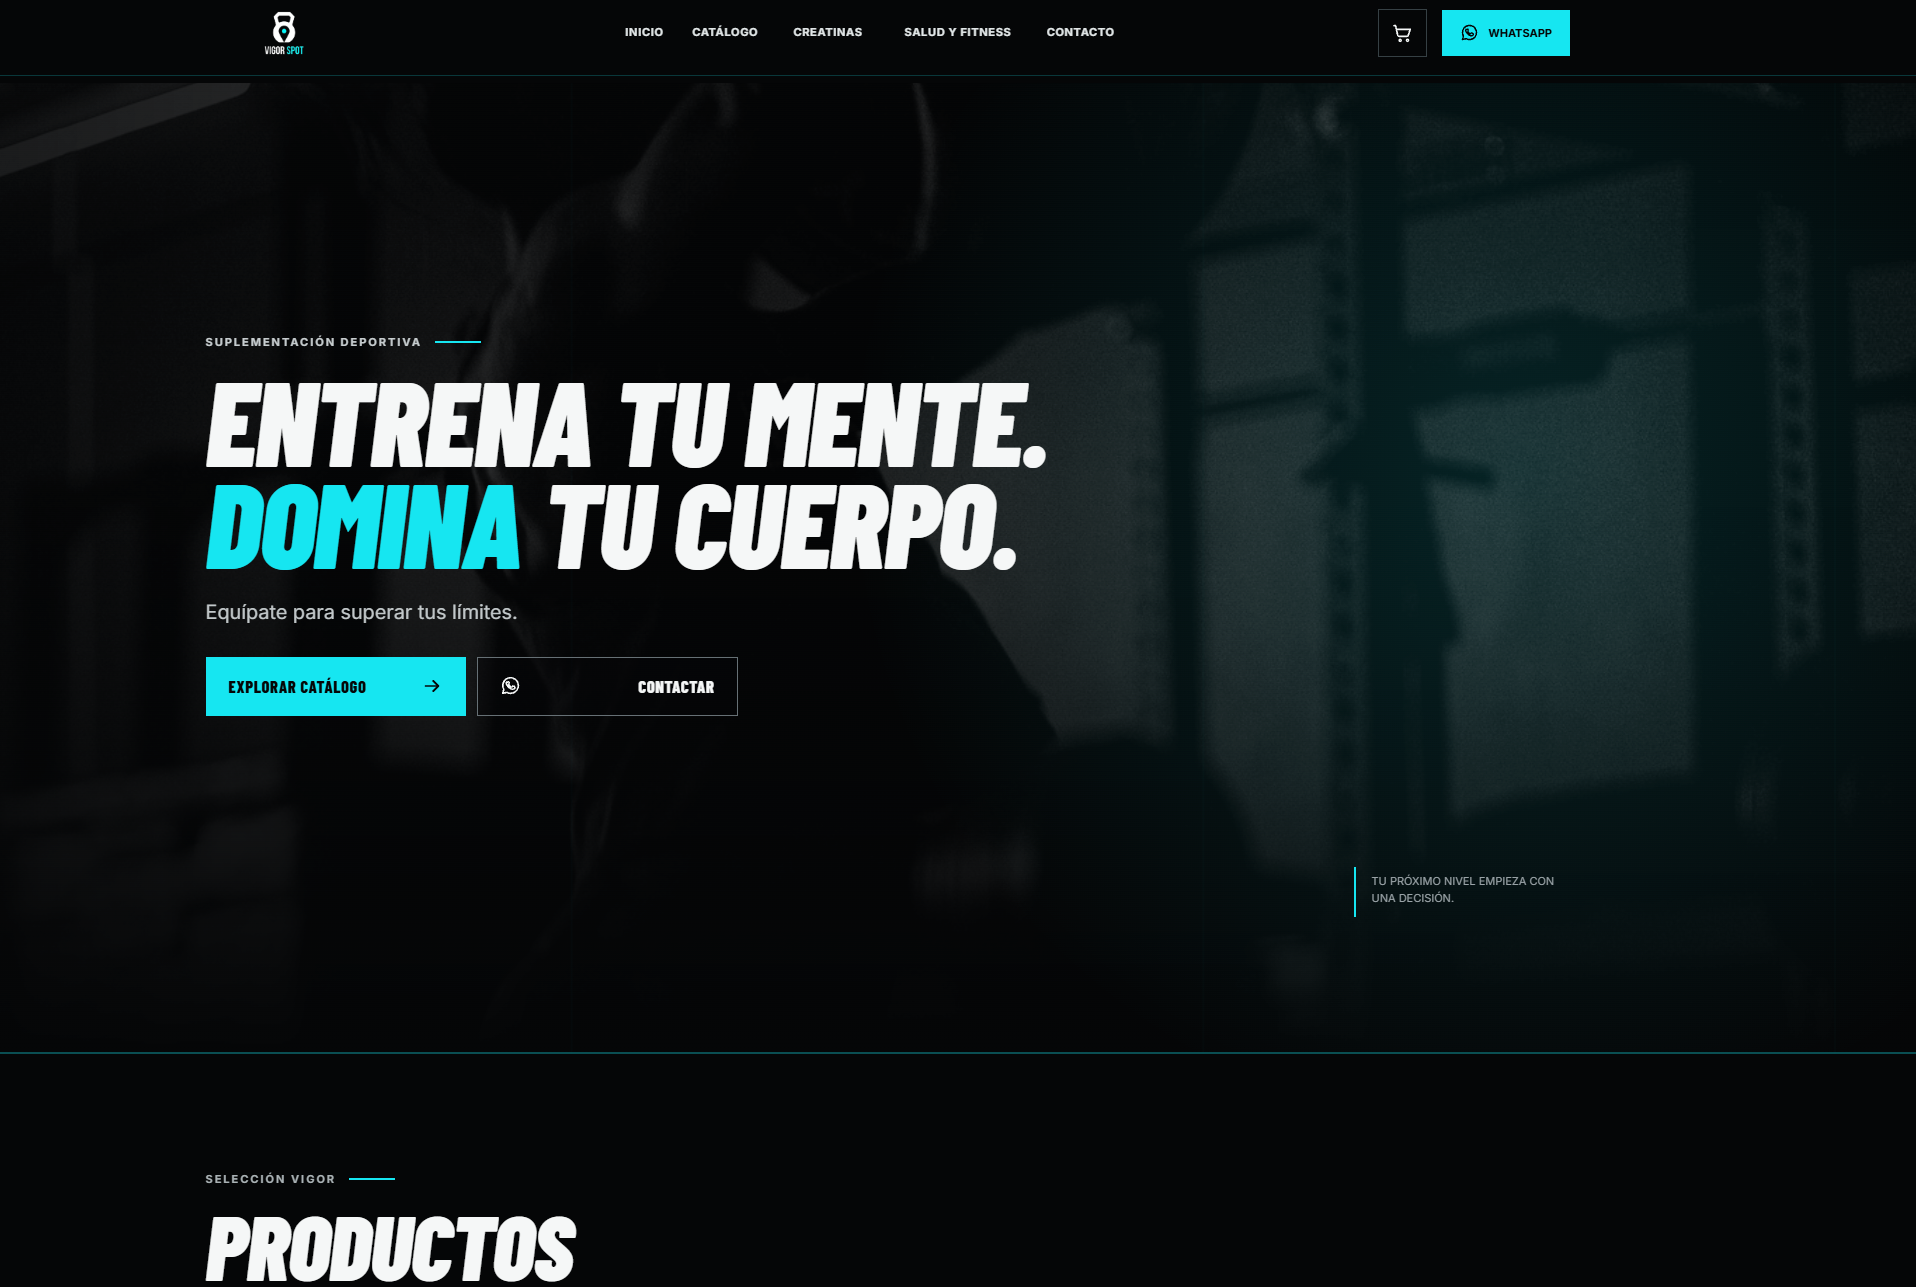 VIGOR SPOT
INICIO
CATÁLOGO
CREATINAS
SALUD Y FITNESS
CONTACTO
WHATSAPP
SUPLEMENTACIÓN DEPORTIVA
ENTRENA TU MENTE.
DOMINA TU CUERPO.
Equípate para superar tus límites.
EXPLORAR CATÁLOGO
CONTACTAR
TU PRÓXIMO NIVEL EMPIEZA CON
UNA DECISIÓN.
SELECCIÓN VIGOR
PRODUCTOS